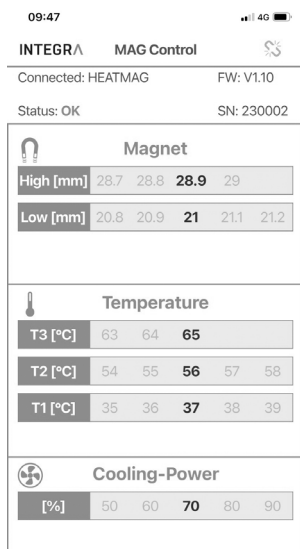 09:47 4G
INTEGRA MAG Control
Connected: HEATMAG FW: V1.10
Status: OK SN: 230002
Magnet
High [mm] 28.7 28.8 28.9 29
Low [mm] 20.8 20.9 21 21.1 21.2
Temperature
T3 [°C] 63 64 65
T2 [°C] 54 55 56 57 58
T1 [°C] 35 36 37 38 39
Cooling-Power
[%] 50 60 70 80 90